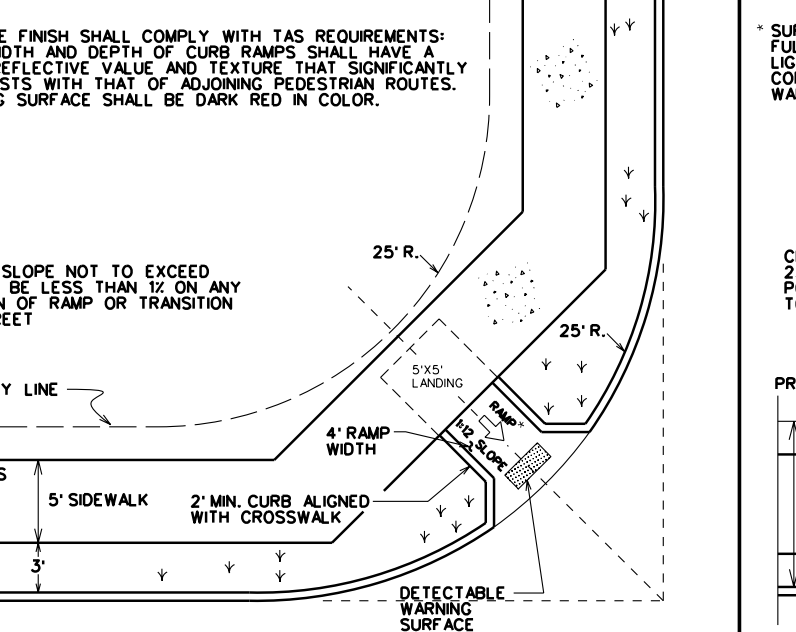 E FINISH SHALL COMPLY WITH TAS REQUIREMENTS:
IDTH AND DEPTH OF CURB RAMPS SHALL HAVE A
REFLECTIVE VALUE AND TEXTURE THAT SIGNIFICANTLY
STS WITH THAT OF ADJOINING PEDESTRIAN ROUTES.
G SURFACE SHALL BE DARK RED IN COLOR.
* SUR
FUL
LIG
CO
WA
25' R.
SLOPE NOT TO EXCEED
BE LESS THAN 1% ON ANY
N OF RAMP OR TRANSITION
REET
25' R.
5'X5'
LANDING
Y LINE
PR
RAMP*
1:12 SLOPE
4' RAMP
WIDTH
S
5' SIDEWALK
2' MIN. CURB ALIGNED
WITH CROSSWALK
3'
DETECTABLE
WARNING
SURFACE